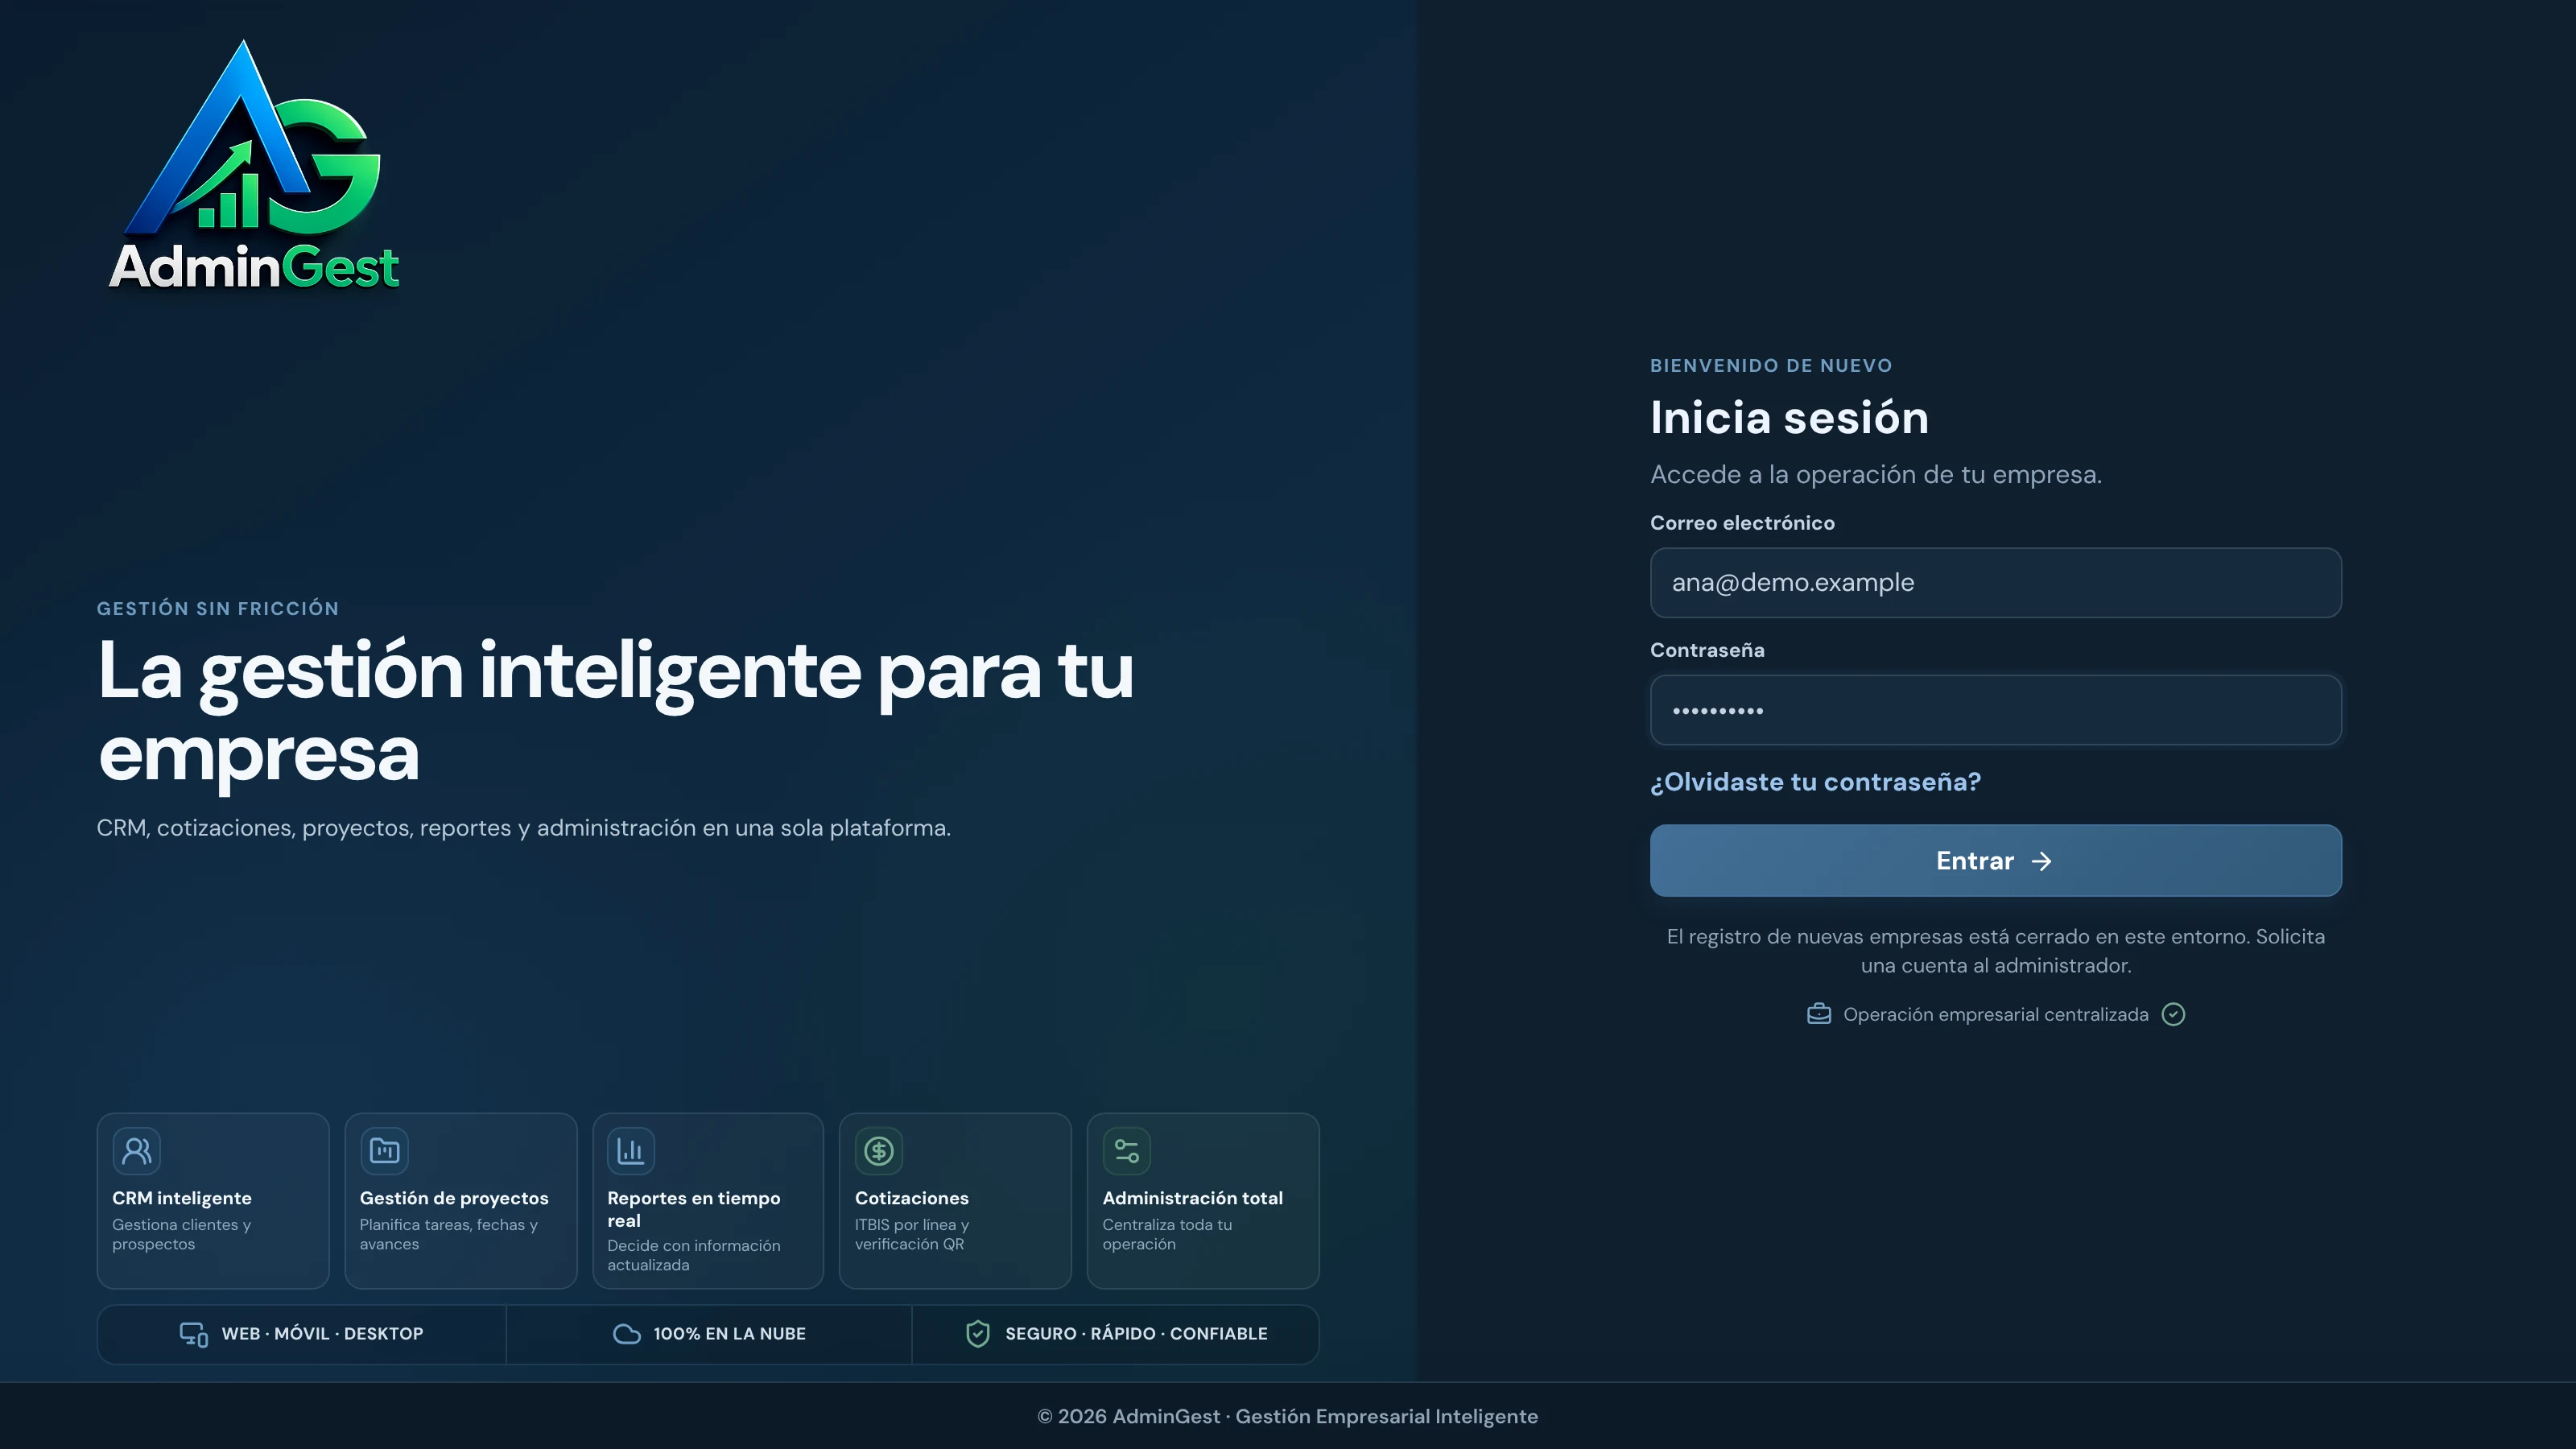 AG
AdminGest
GESTIÓN SIN FRICCIÓN
La gestión inteligente para tu
empresa
CRM, cotizaciones, proyectos, reportes y administración en una sola plataforma.
CRM inteligente
Gestiona clientes y
prospectos
Gestión de proyectos
Planifica tareas, fechas y
avances
Reportes en tiempo
real
Decide con información
actualizada
Cotizaciones
ITBIS por línea y
verificación QR
Administración total
Centraliza toda tu
operación
WEB · MÓVIL · DESKTOP
100% EN LA NUBE
SEGURO · RÁPIDO · CONFIABLE
BIENVENIDO DE NUEVO
Inicia sesión
Accede a la operación de tu empresa.
Correo electrónico
ana@demo.example
Contraseña
••••••••••
¿Olvidaste tu contraseña?
Entrar →
El registro de nuevas empresas está cerrado en este entorno. Solicita
una cuenta al administrador.
Operación empresarial centralizada
© 2026 AdminGest · Gestión Empresarial Inteligente